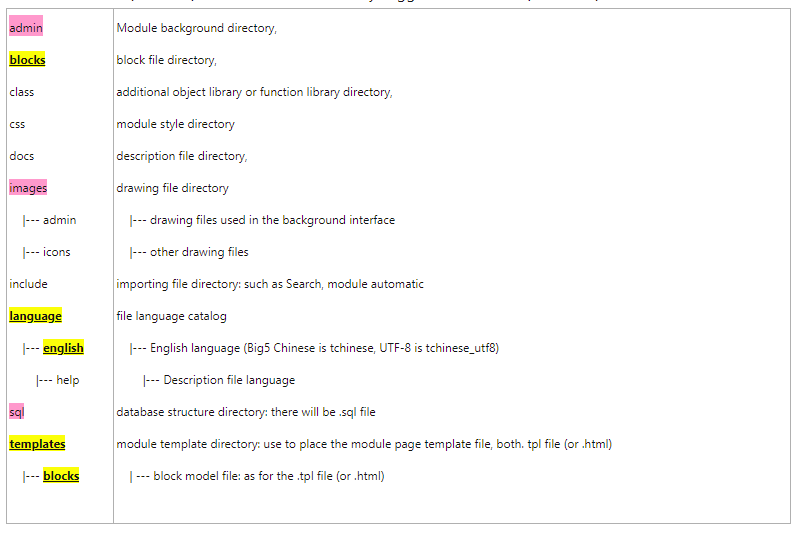 admin Module background directory,
blocks block file directory,
class additional object library or function library directory,
css module style directory
docs description file directory,
images drawing file directory
|--- admin |--- drawing files used in the background interface
|--- icons |--- other drawing files
include importing file directory: such as Search, module automatic
language file language catalog
|--- english |--- English language (Big5 Chinese is tchinese, UTF-8 is tchinese_utf8)
|--- help |--- Description file language
sql database structure directory: there will be .sql file
templates module template directory: use to place the module page template file, both. tpl file (or .html)
|--- blocks | --- block model file: as for the .tpl file (or .html)